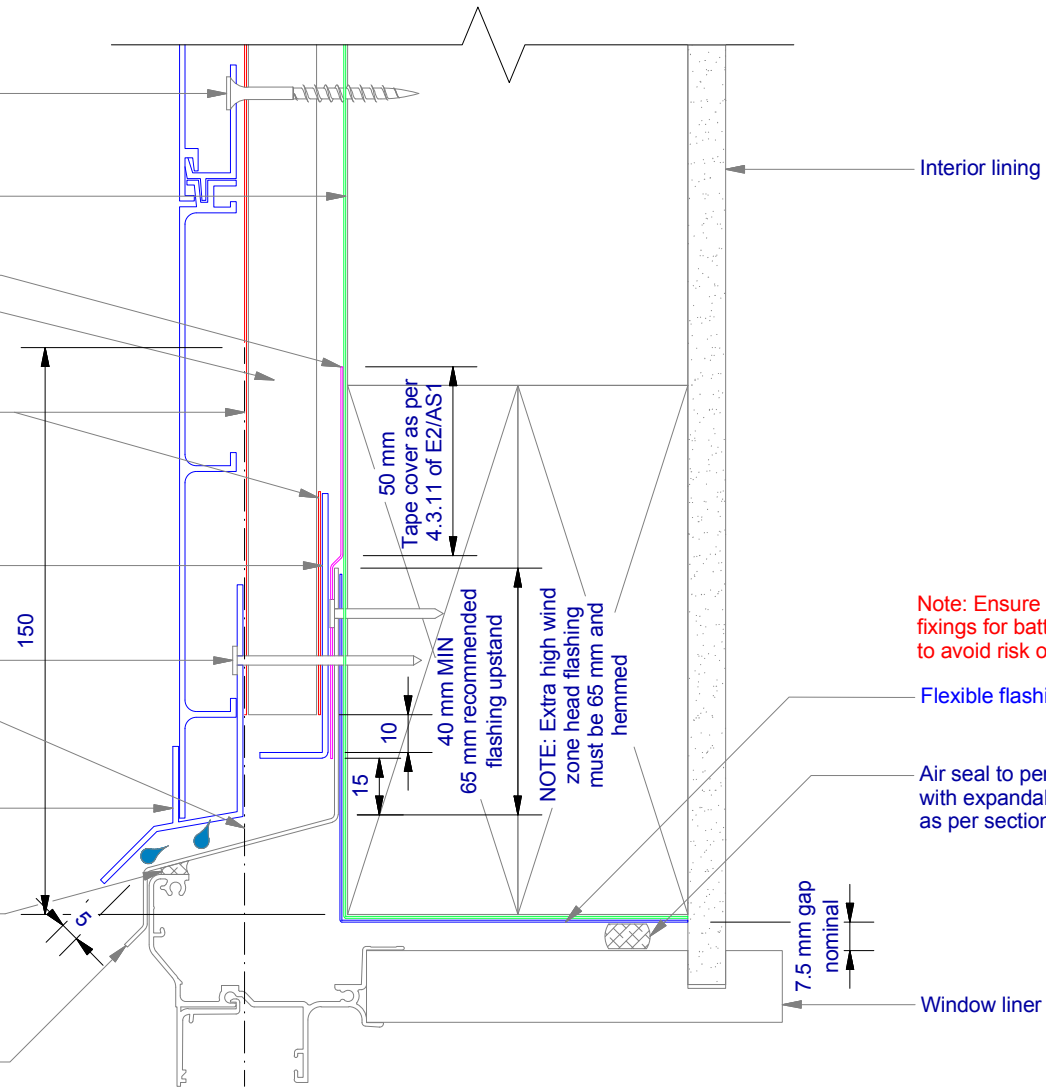 Interior lining
50 mm
Tape cover as per
4.3.11 of E2/AS1
150
40 mm MIN
65 mm recommended
flashing upstand
NOTE: Extra high wind
zone head flashing
must be 65 mm and
hemmed
10
15
5
Note: Ensure
fixings for batt
to avoid risk o
Flexible flashi
Air seal to per
with expandal
as per section
7.5 mm gap
nominal
Window liner